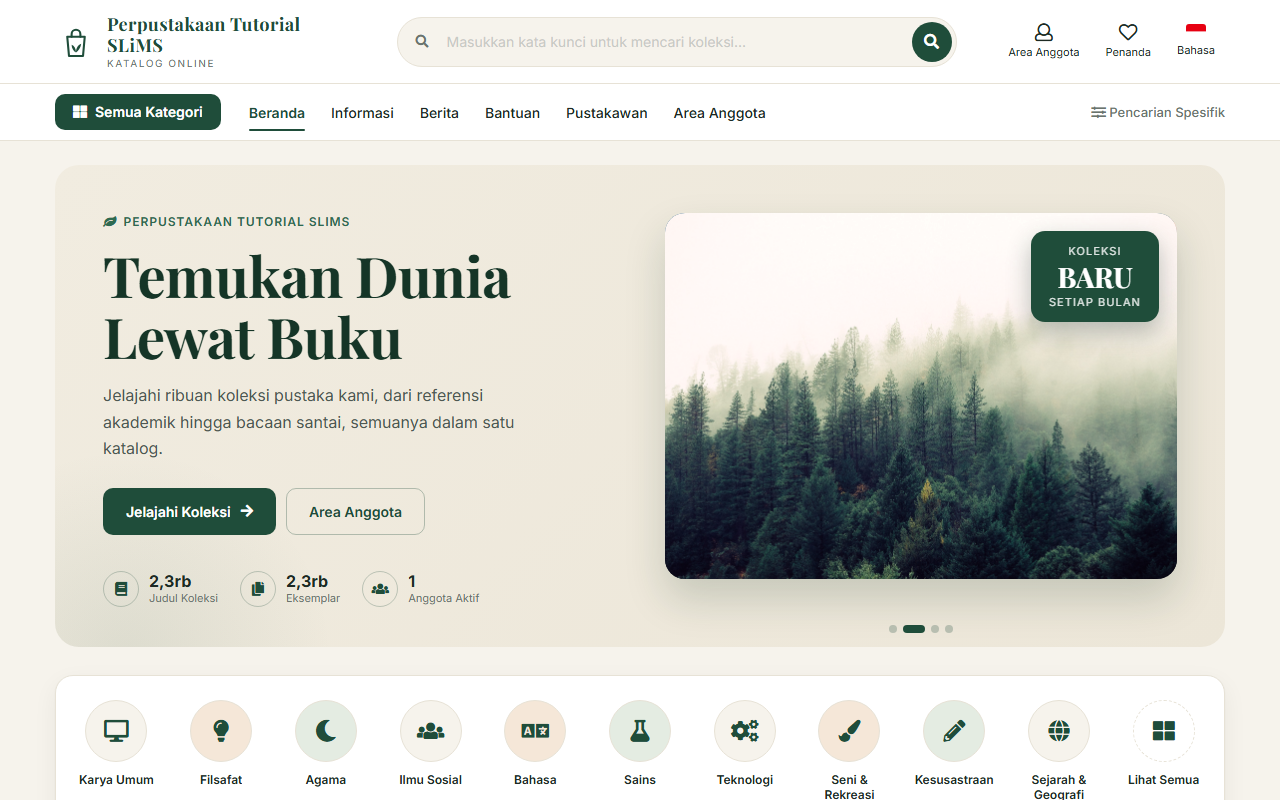 Perpustakaan Tutorial
SLiMS
KATALOG ONLINE
Masukkan kata kunci untuk mencari koleksi...
Area Anggota
Penanda
Bahasa
Semua Kategori
Beranda
Informasi
Berita
Bantuan
Pustakawan
Area Anggota
Pencarian Spesifik
PERPUSTAKAAN TUTORIAL SLIMS
Temukan Dunia
Lewat Buku
Jelajahi ribuan koleksi pustaka kami, dari referensi
akademik hingga bacaan santai, semuanya dalam satu
katalog.
Jelajahi Koleksi
Area Anggota
2,3rb
Judul Koleksi
2,3rb
Eksemplar
1
Anggota Aktif
KOLEKSI
BARU
SETIAP BULAN
Karya Umum
Filsafat
Agama
Ilmu Sosial
Bahasa
Sains
Teknologi
Seni &
Rekreasi
Kesusastraan
Sejarah &
Geografi
Lihat Semua